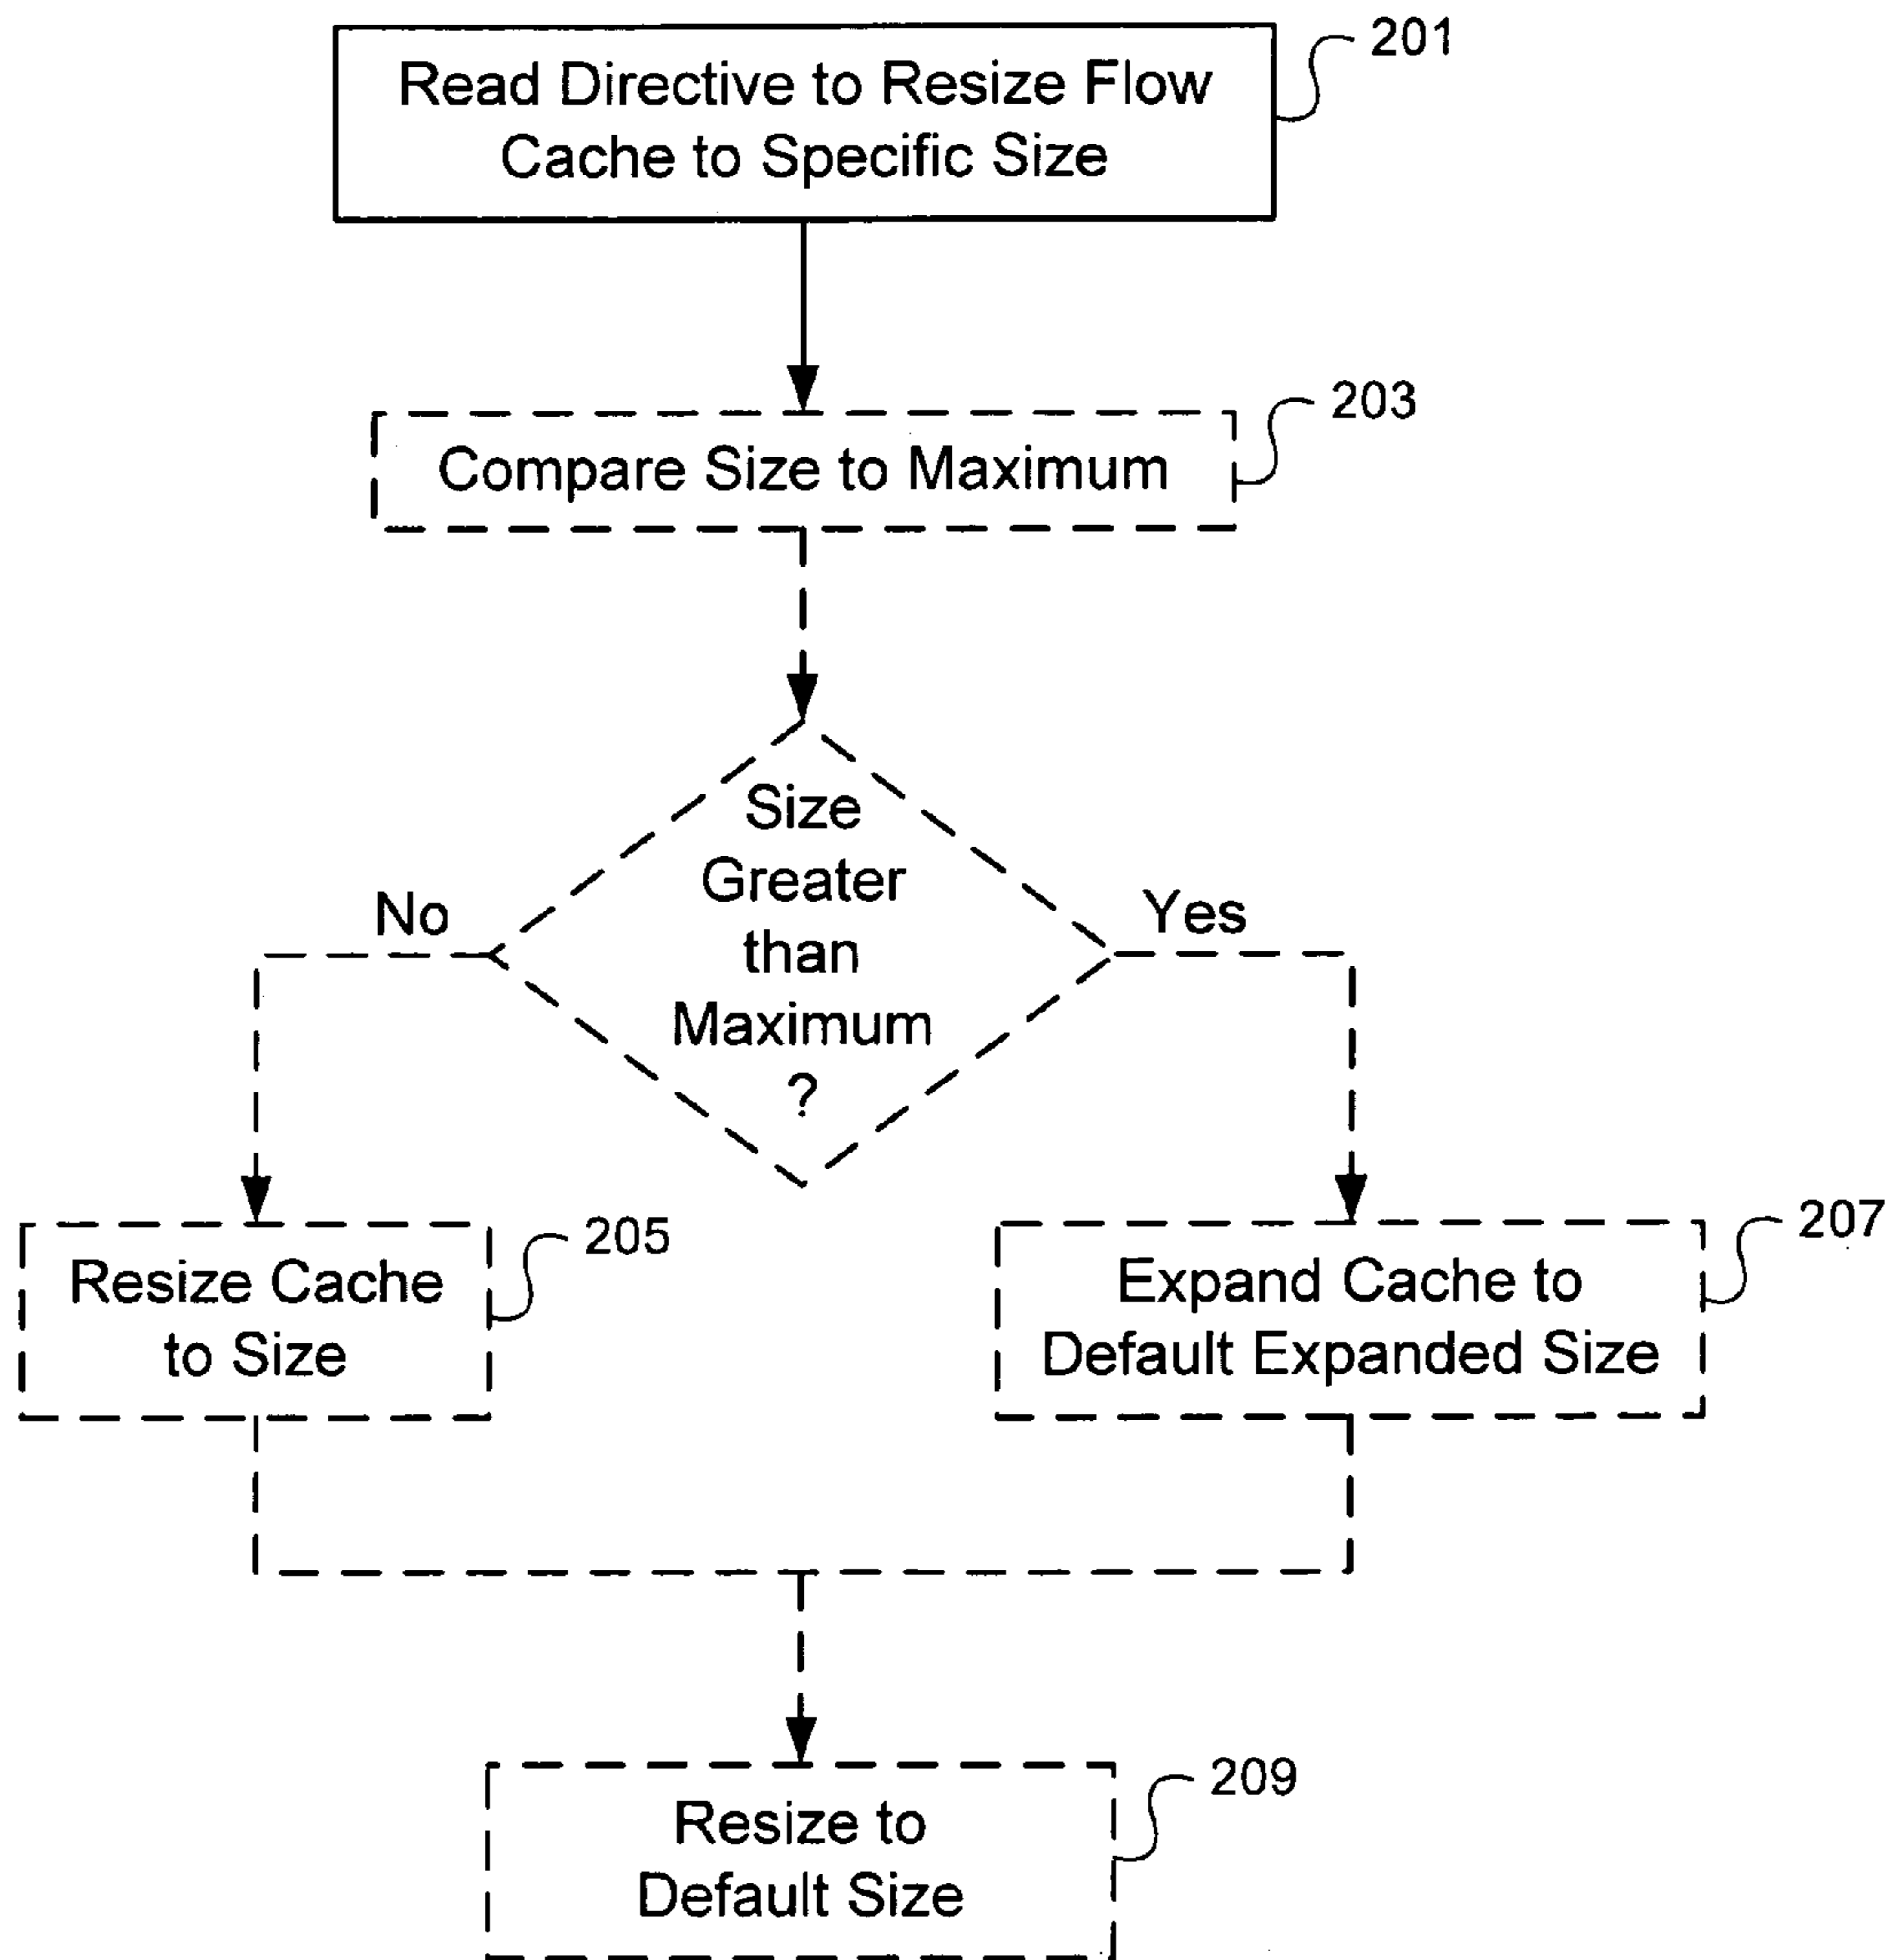 Read Directive to Resize Flow
Cache to Specific Size
201
Compare Size to Maximum
203
Size
Greater
than
Maximum
?
No
Yes
Resize Cache
to Size
205
Expand Cache to
Default Expanded Size
207
Resize to
Default Size
209